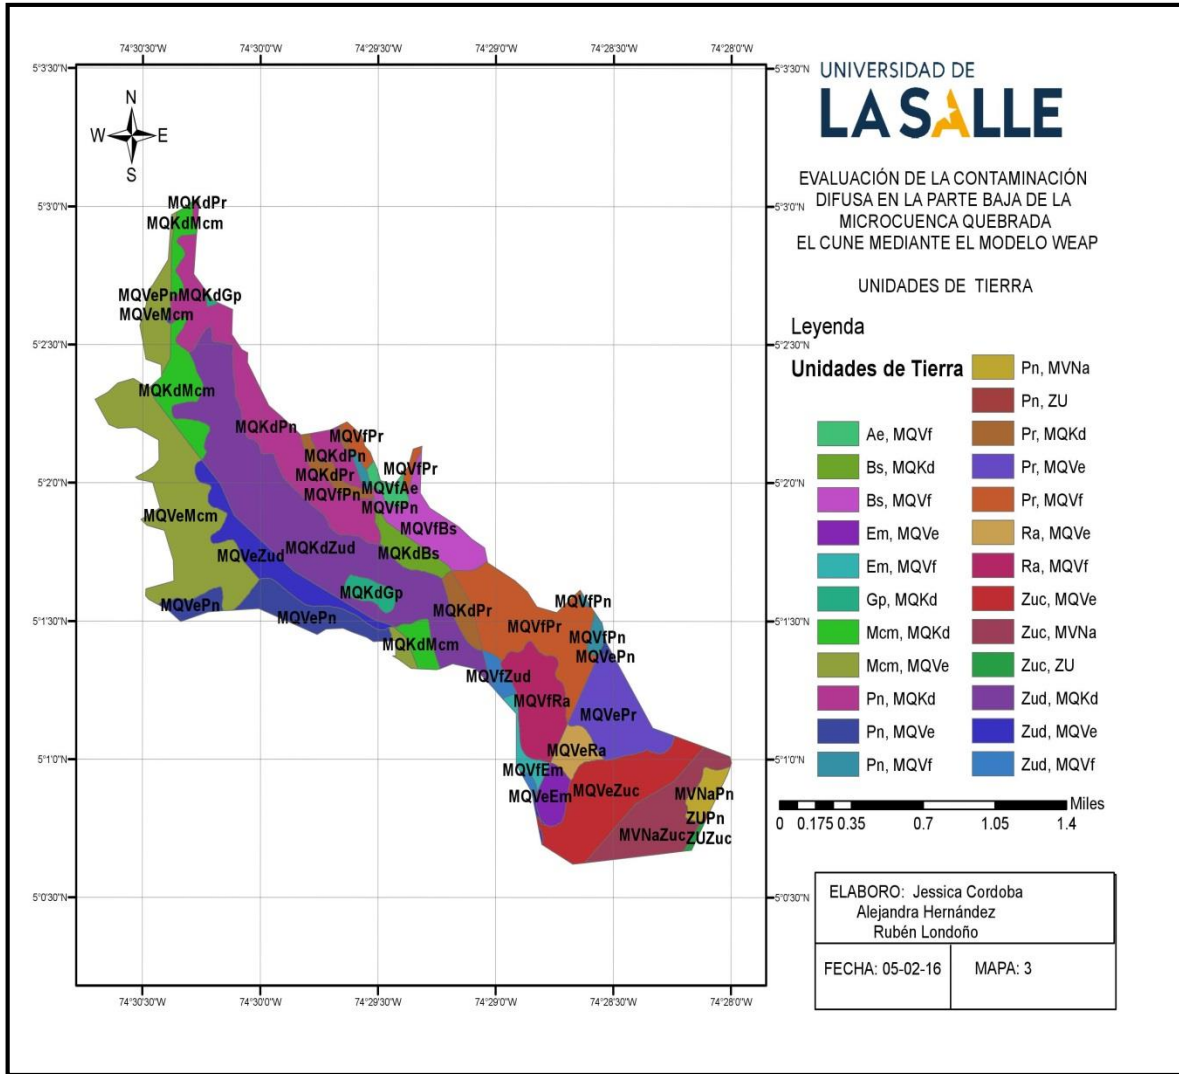 74°30'30"W 74°30'0"W 74°29'30"W 74°29'0"W 74°28'30"W 74°28'0"W
5°3'30"N 5°3'30"N
N
W E
S
5°3'0"N 5°3'0"N
5°2'30"N 5°2'30"N
5°2'0"N 5°2'0"N
5°1'30"N 5°1'30"N
5°1'0"N 5°1'0"N
5°0'30"N 5°0'30"N
74°30'30"W 74°30'0"W 74°29'30"W 74°29'0"W 74°28'30"W 74°28'0"W
MQKdPr
MQKdMcm
MQVePn MQKdGp
MQVeMcm
MQKdMcm
MQKdPn
MQVfPr
MQKdPn
MQVfPr
MQKdPr
MQVfAe
MQVfPn
MQVfPn
MQVeMcm
MQVfBs
MQKdZud
MQVeZud
MQKdBs
MQKdGp
MQVePn
MQVePn
MQKdPr
MQVfPn
MQVfPr
MQVfPn
MQKdMcm
MQVePn
MQVfZud
MQVfRa
MQVePr
MQVeRa
MQVfEm
MQVeEm
MQVeZuc
MVNaPn
ZUPn
MVNaZuc
ZUZuc
UNIVERSIDAD DE
LA SALLE
EVALUACIÓN DE LA CONTAMINACIÓN
DIFUSA EN LA PARTE BAJA DE LA
MICROCUENCA QUEBRADA
EL CUNE MEDIANTE EL MODELO WEAP
UNIDADES DE TIERRA
Leyenda
Unidades de Tierra
Ae, MQVf
Bs, MQKd
Bs, MQVf
Em, MQVe
Em, MQVf
Gp, MQKd
Mcm, MQKd
Mcm, MQVe
Pn, MQKd
Pn, MQVe
Pn, MQVf
Pn, MVNa
Pn, ZU
Pr, MQKd
Pr, MQVe
Pr, MQVf
Ra, MQVe
Ra, MQVf
Zuc, MQVe
Zuc, MVNa
Zuc, ZU
Zud, MQKd
Zud, MQVe
Zud, MQVf
Miles
0 0.175 0.35 0.7 1.05 1.4
ELABORO: Jessica Cordoba
Alejandra Hernández
Rubén Londoño
FECHA: 05-02-16
MAPA: 3